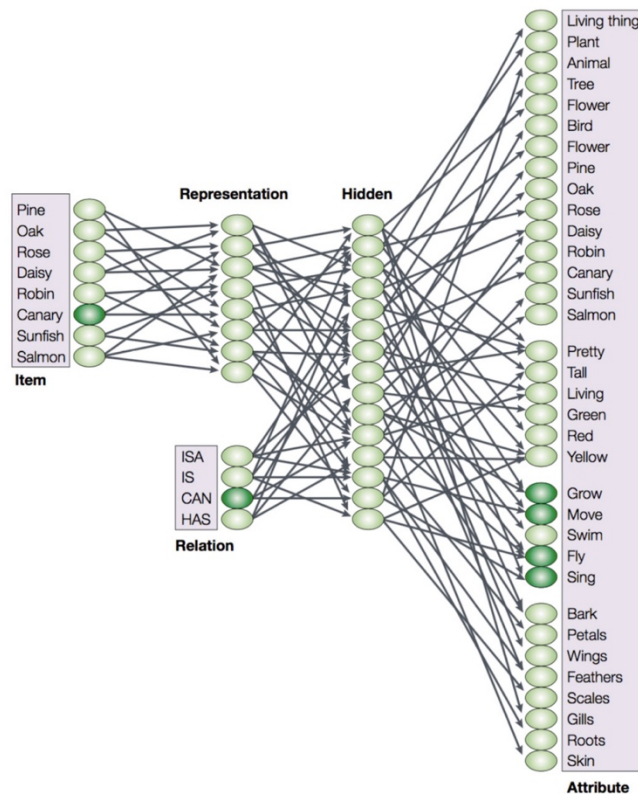 Living thing
Plant
Animal
Tree
Flower
Bird
Flower
Pine
Oak
Rose
Daisy
Robin
Canary
Sunfish
Salmon
Pretty
Tall
Living
Green
Red
Yellow
Grow
Move
Swim
Fly
Sing
Bark
Petals
Wings
Feathers
Scales
Gills
Roots
Skin
Attribute
Representation
Hidden
Pine
Oak
Rose
Daisy
Robin
Canary
Sunfish
Salmon
Item
ISA
IS
CAN
HAS
Relation